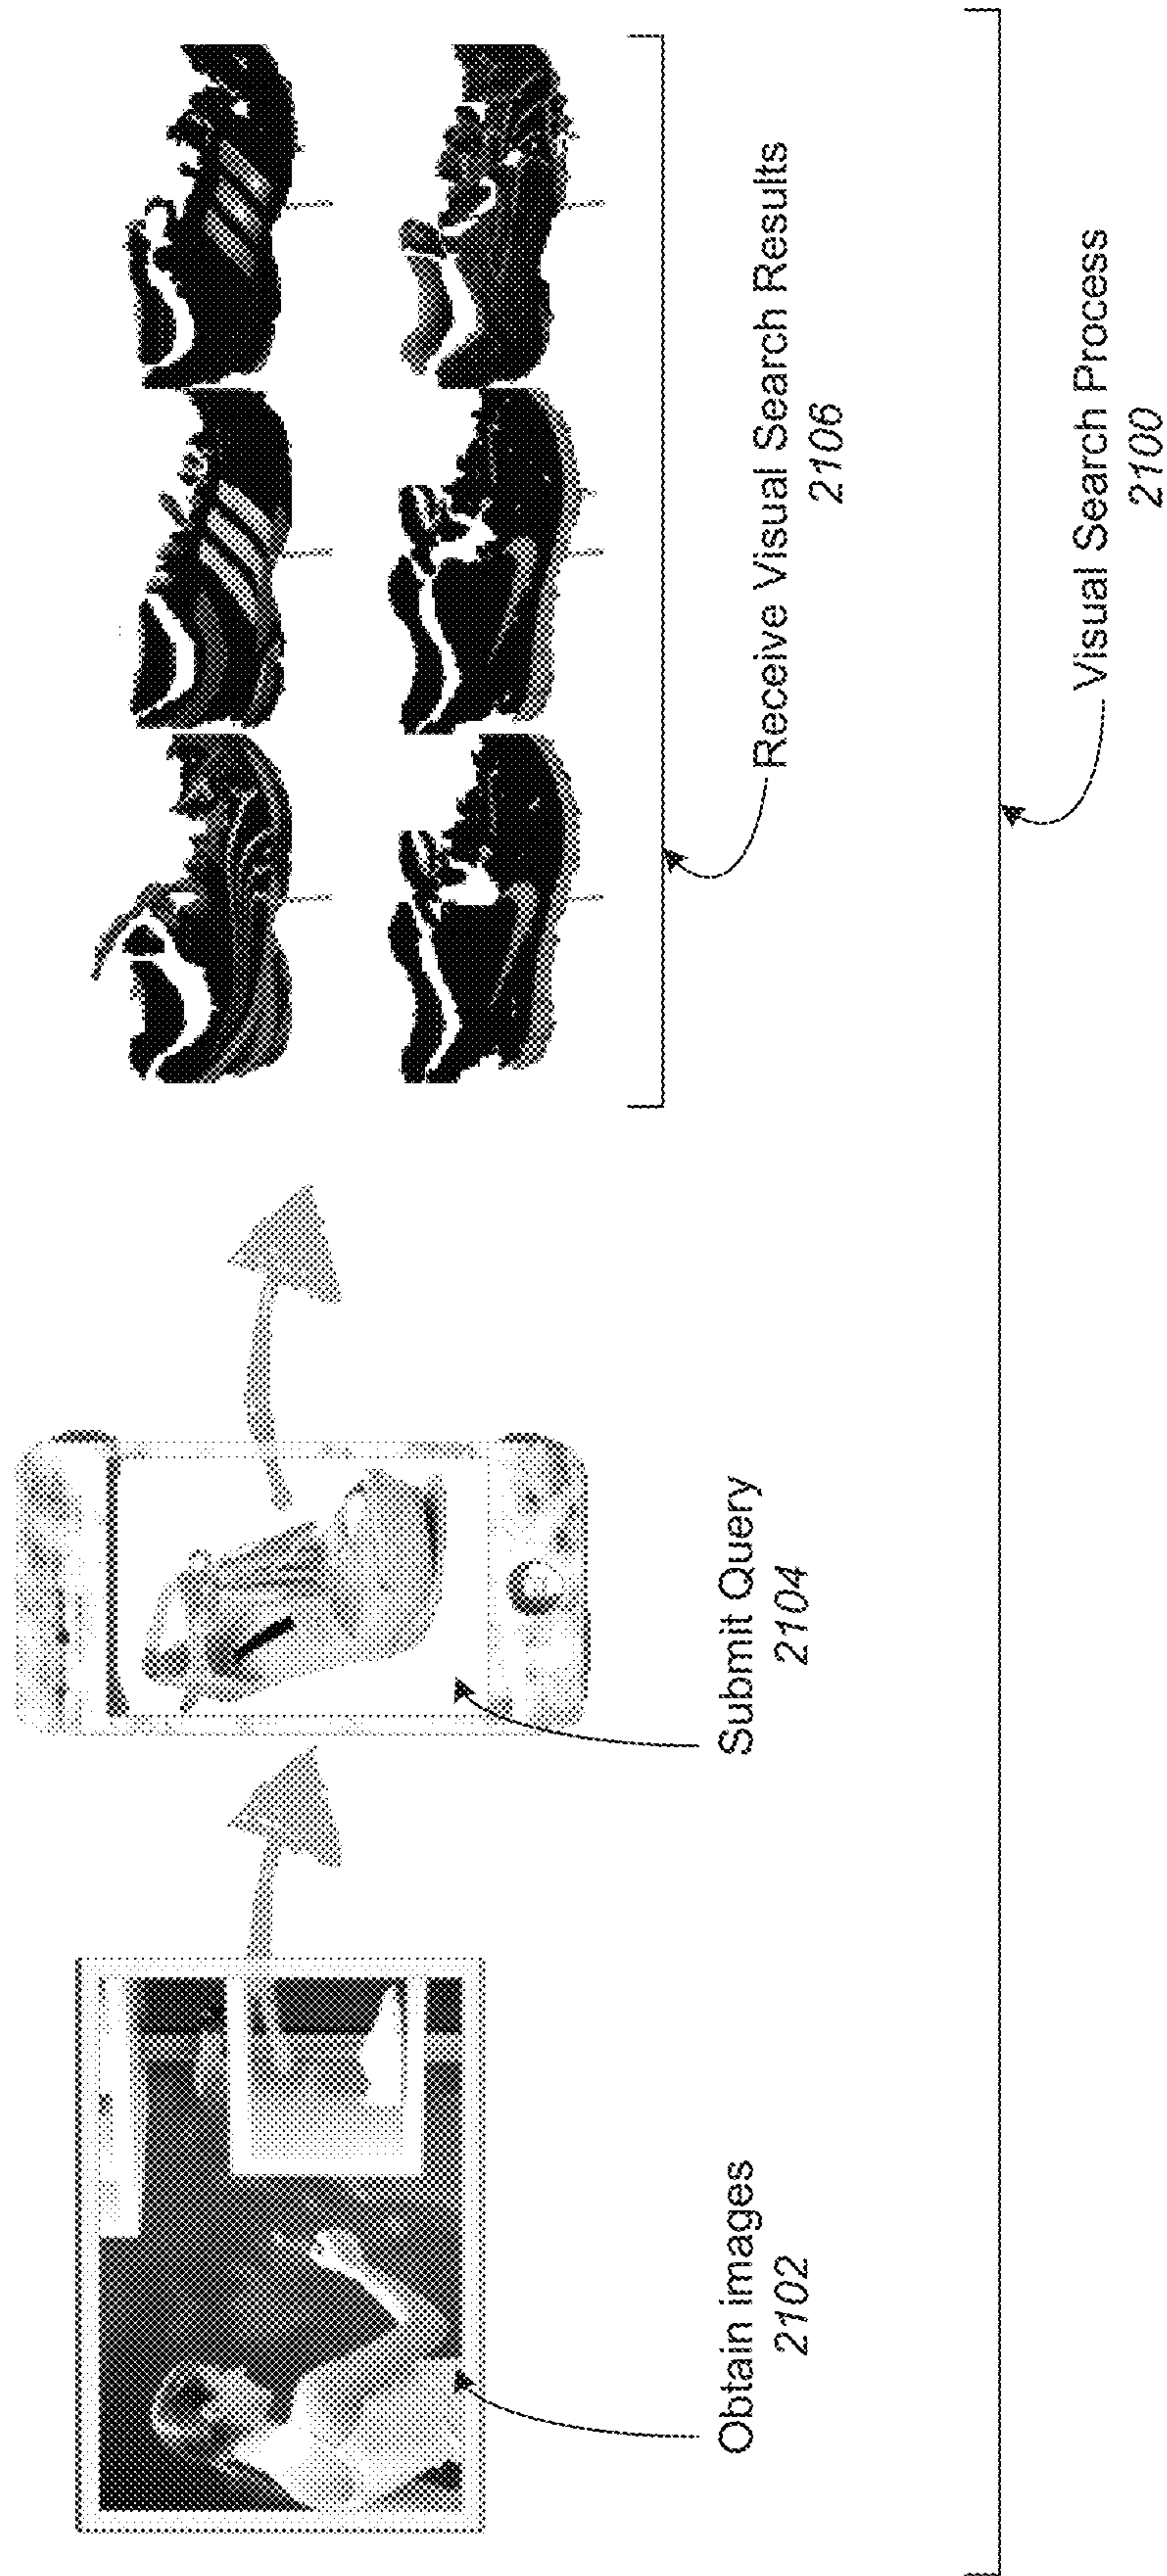 Obtain images
2102
Submit Query
2104
Receive Visual Search Results
2106
Visual Search Process
2100